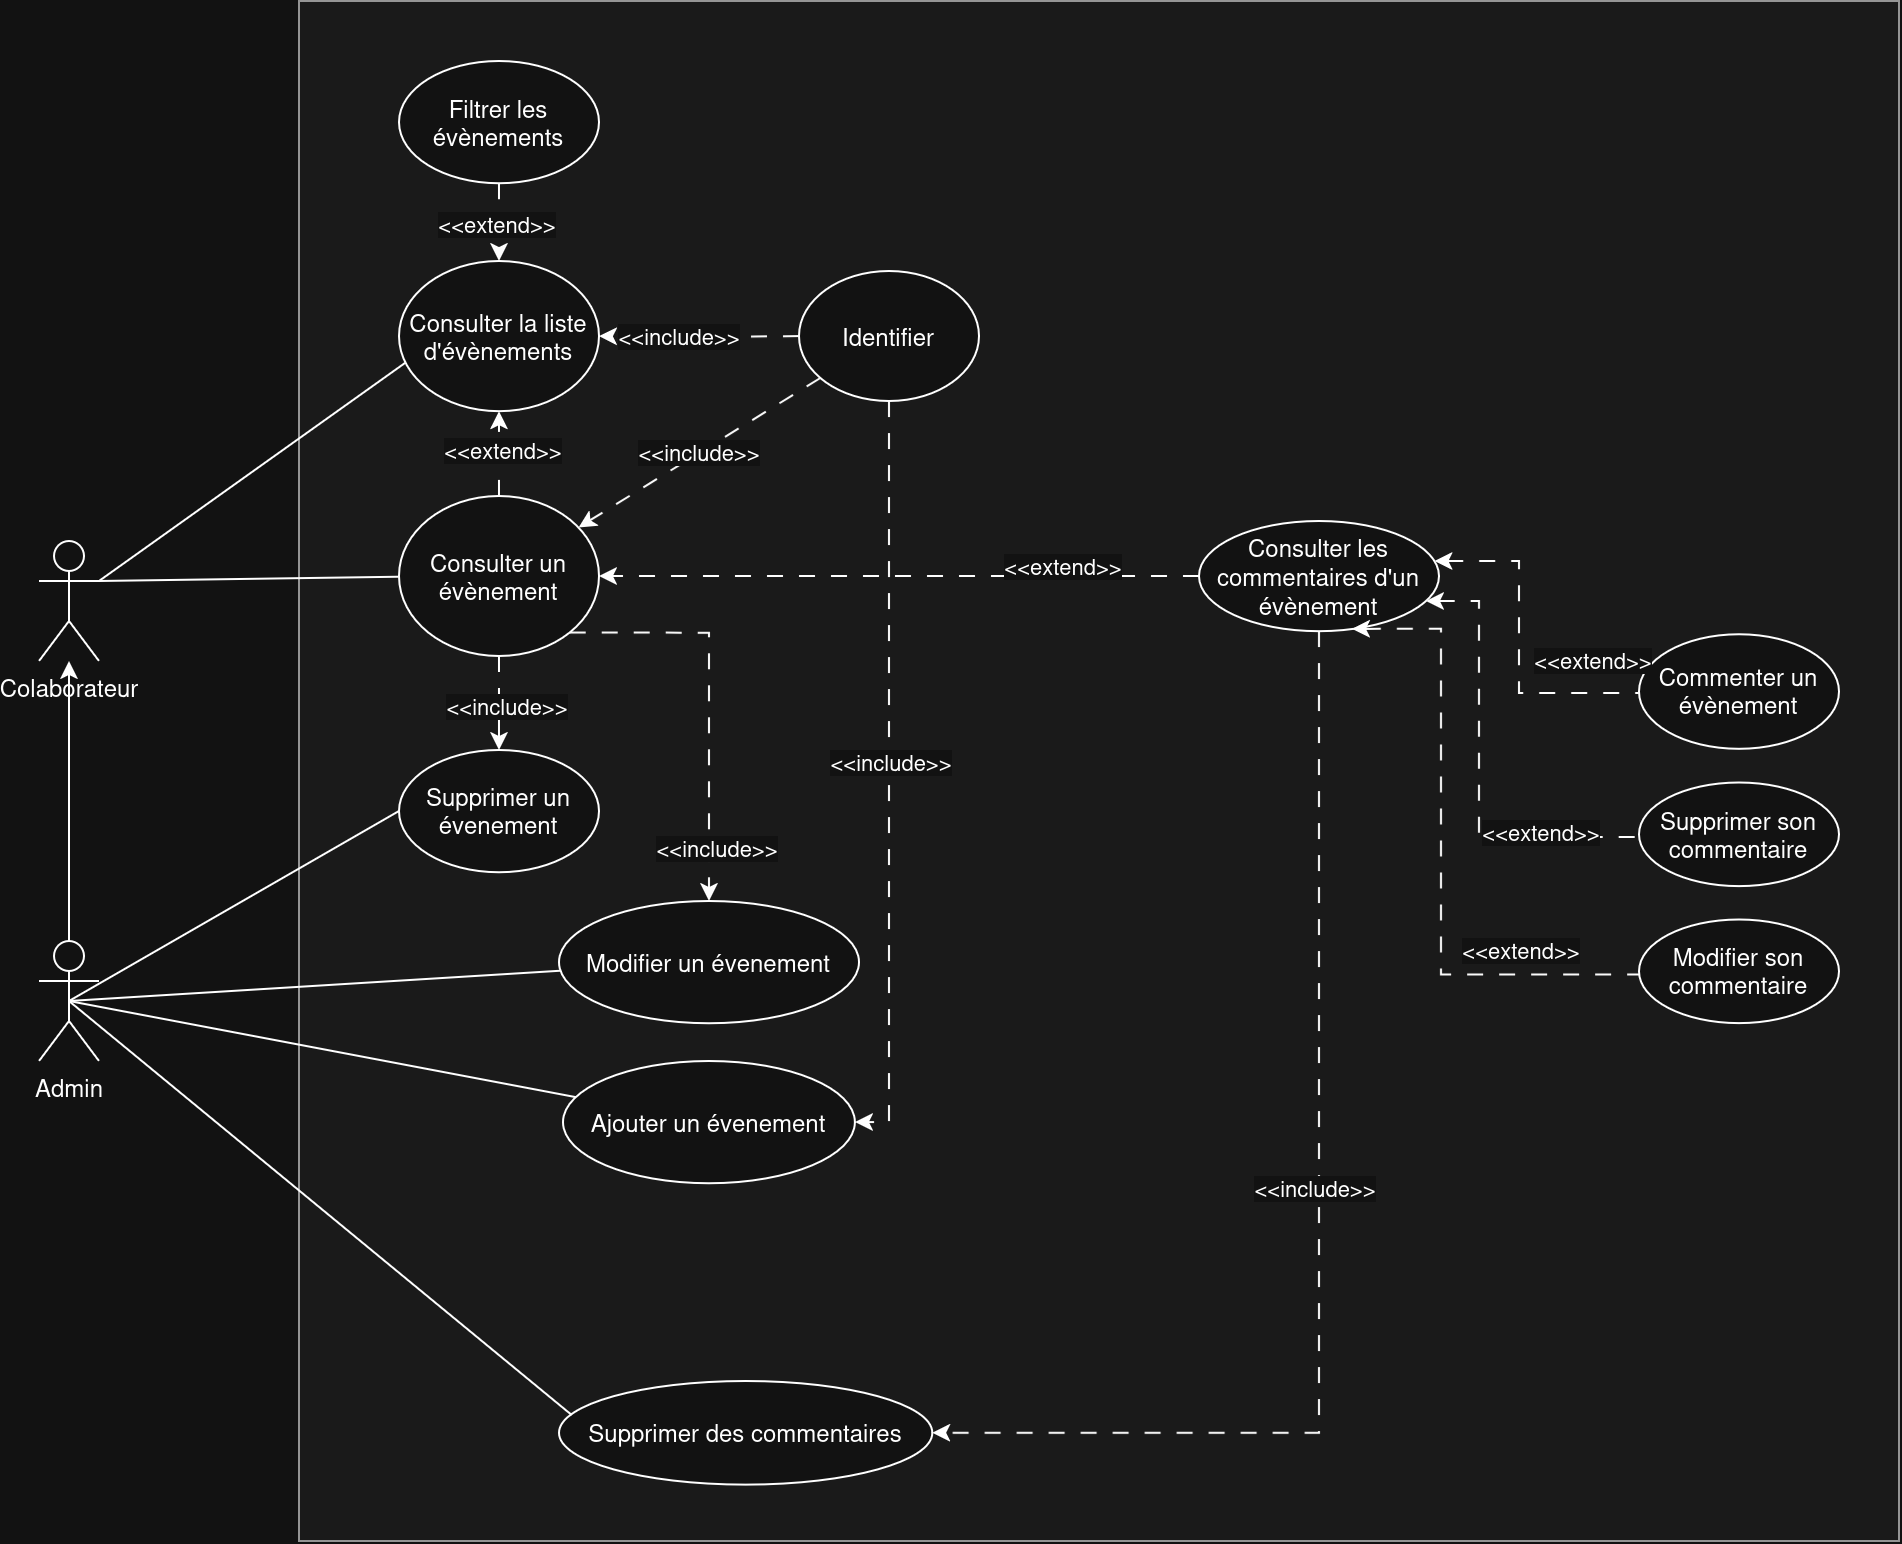 Filtrer les
évènements
<<extend>>
Consulter la liste
d'évènements
<<include>>
Identifier
<<extend>>
<<include>>
Consulter un
évènement
<<extend>>
Consulter les
commentaires d'un
évènement
Colaborateur
<<include>>
<<extend>>
Commenter un
évènement
<<include>>
Supprimer un
évenement
<<include>>
<<extend>>
Supprimer son
commentaire
Modifier un évenement
<<extend>>
Modifier son
commentaire
Admin
Ajouter un évenement
<<include>>
Supprimer des commentaires